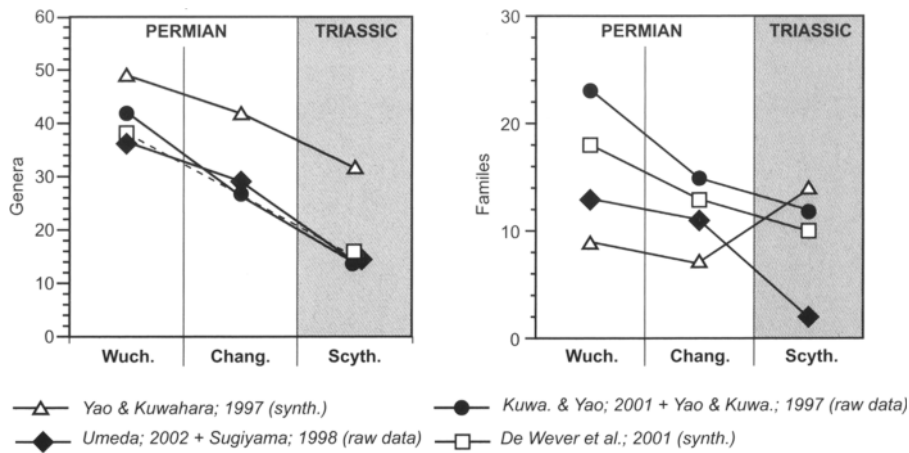 60
50
40
30
20
10
0
Genera
PERMIAN
TRIASSIC
Wuch.
Chang.
Scyth.
30
20
10
0
Familes
PERMIAN
TRIASSIC
Wuch.
Chang.
Scyth.
Yao & Kuwahara; 1997 (synth.)
Kuwa. & Yao; 2001 + Yao & Kuwa.; 1997 (raw data)
Umeda; 2002 + Sugiyama; 1998 (raw data)
De Wever et al.; 2001 (synth.)